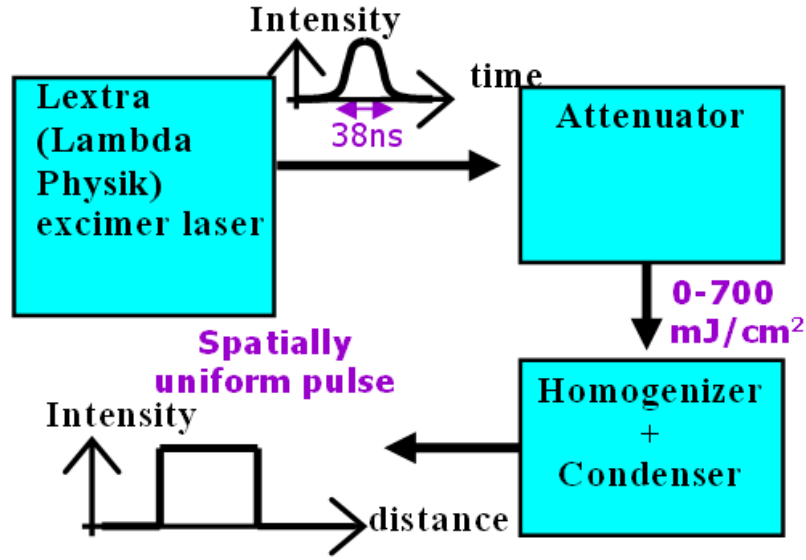 Intensity
time
38ns
Lextra
(Lambda
Physik)
excimer laser
Attenuator
0-700
mJ/cm²
Homogenizer
+
Condenser
Spatially
uniform pulse
Intensity
distance